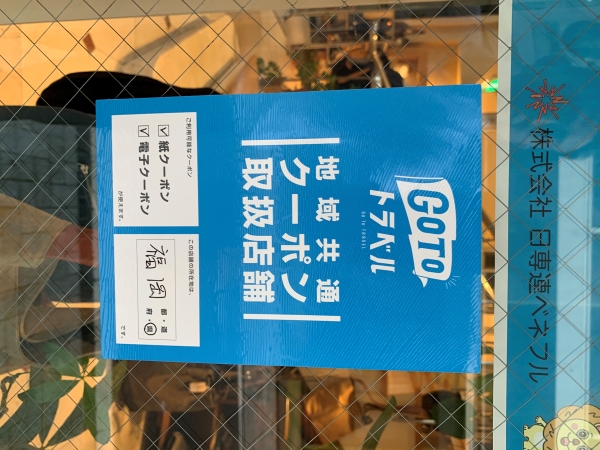 GOTO
GO TO TRAVEL
トラベル
地域共通
クーポン
取扱店舗
ご利用可能なクーポン
紙クーポン
電子クーポン
が使えます。
この店舗の所在地は、
福岡
都・道
府・県
です。
株式会社 日専連ベネフル